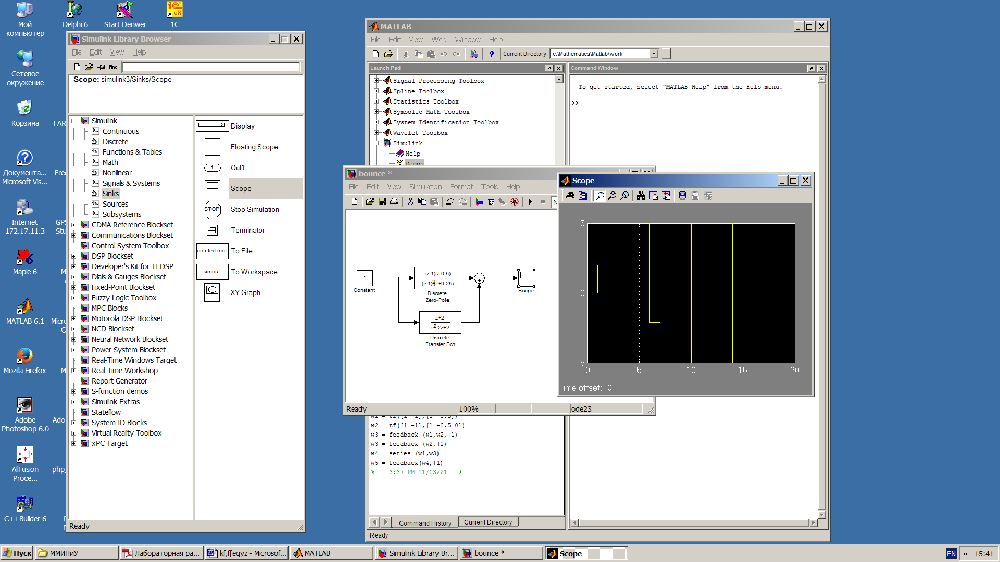 Мой
компьютер
Delphi 6
Start Denwer
1C
Сетевое
окружение
Корзина
FAR
Документа...
Microsoft Vis...
Free
Internet
172.17.11.3
GPS
Stu
Maple 6
M
MATLAB 6.1
Micro
C
Mozilla Firefox
M
Adobe
Photoshop 6.0
Ado
AllFusion
Proce...
php_
C++Builder 6
Simulink Library Browser
File Edit View Help
Find
Scope: simulink3/Sinks/Scope
Simulink
Continuous
Discrete
Functions & Tables
Math
Nonlinear
Signals & Systems
Sinks
Sources
Subsystems
CDMA Reference Blockset
Communications Blockset
Control System Toolbox
DSP Blockset
Developer's Kit for TI DSP
Dials & Gauges Blockset
Fixed-Point Blockset
Fuzzy Logic Toolbox
MPC Blocks
Motorola DSP Blockset
NCD Blockset
Neural Network Blockset
Power System Blockset
Real-Time Windows Target
Real-Time Workshop
Report Generator
S-function demos
Simulink Extras
Stateflow
System ID Blocks
Virtual Reality Toolbox
xPC Target
0 Display
Floating Scope
1 Out1
Scope
STOP Stop Simulation
Terminator
untitled.mat To File
simout To Workspace
XY Graph
Ready
MATLAB
File Edit View Web Window Help
? Current Directory: c:\Mathematics\Matlab\work ...
Launch Pad
Signal Processing Toolbox
Spline Toolbox
Statistics Toolbox
Symbolic Math Toolbox
System Identification Toolbox
Wavelet Toolbox
Simulink
Help
Demos
Command Window
To get started, select "MATLAB Help" from the Help menu.
>>
bounce *
File Edit View Simulation Format Tools Help
N
1
Constant
(z-1)(z-0.5)
(z-1)²(z+0.25)
Discrete
Zero-Pole
z+2
z²-2z+2
Discrete
Transfer Fcn
++
Scope
Ready 100% ode23
Scope
5
0
-5
0 5 10 15 20
Time offset: 0
w2 = tf([1 -1],[1 -0.5])
w2 = tf([1 -1],[1 -0.5 0])
w3 = feedback (w1,w2,+1)
w3 = feedback (w2,+1)
w4 = series (w1,w3)
w5 = feedback(w4,+1)
%-- 3:37 PM 11/03/21 --%
Command History Current Directory
Ready
Пуск ММИПиУ Лабораторная ра... kf,f[eqyz - Microsof... MATLAB Simulink Library Br... bounce * Scope EN « 15:41